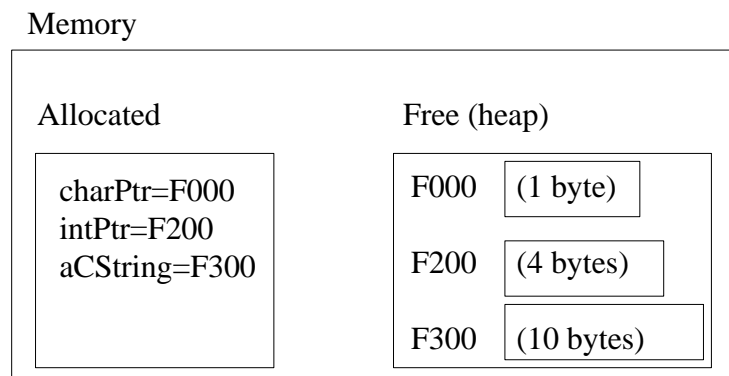 Memory
Allocated
charPtr=F000
intPtr=F200
aCString=F300
Free (heap)
F000 (1 byte)
F200 (4 bytes)
F300 (10 bytes)